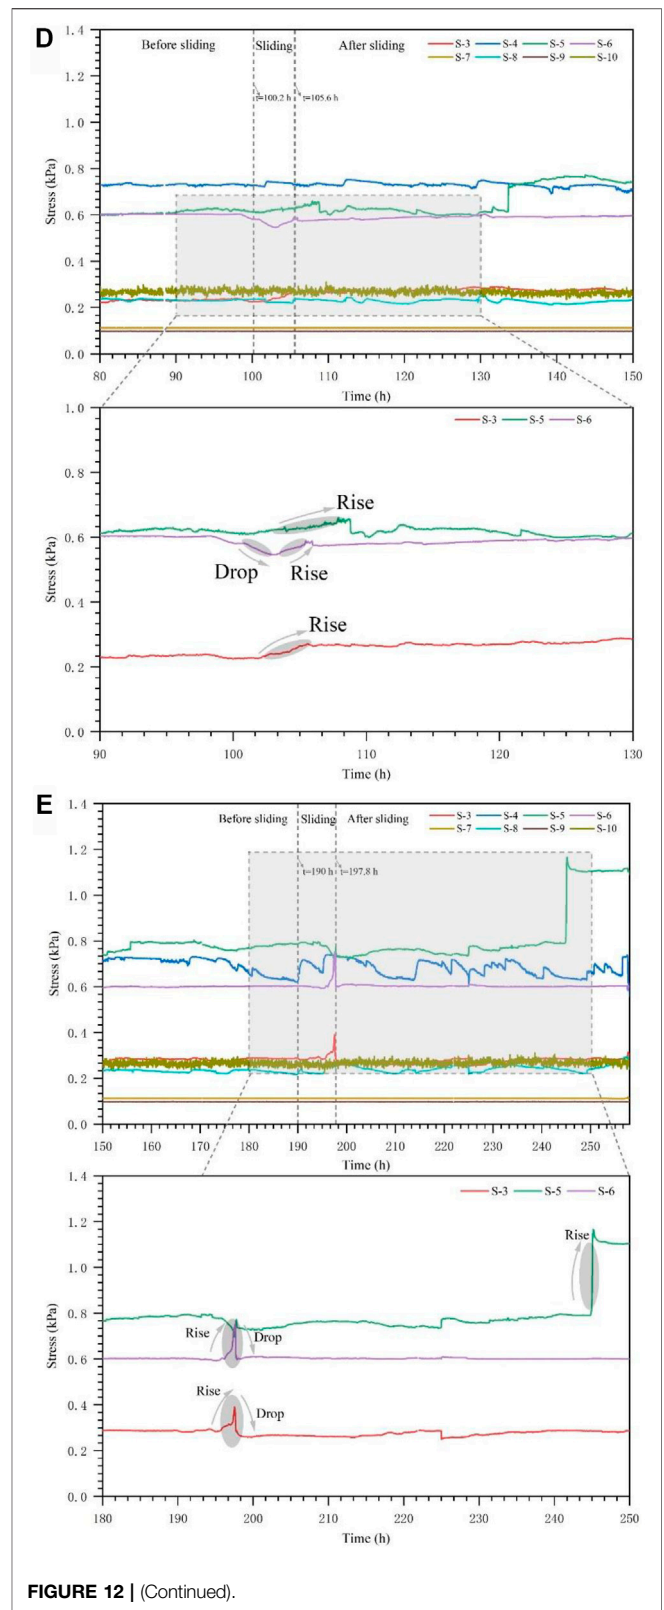 D
Before sliding Sliding After sliding
S-3 S-4 S-5 S-6
S-7 S-8 S-9 S-10
t=100.2 h t=105.6 h
Stress (kPa)
1.4
1.2
1.0
0.8
0.6
0.4
0.2
0.0
80 90 100 110 120 130 140 150
Time (h)
S-3 S-5 S-6
Stress (kPa)
1.0
0.8
0.6
0.4
0.2
0.0
Rise
Drop Rise
Rise
90 100 110 120 130
Time (h)
E
Before sliding Sliding After sliding
S-3 S-4 S-5 S-6
S-7 S-8 S-9 S-10
t=190 h t=197.8 h
Stress (kPa)
1.4
1.2
1.0
0.8
0.6
0.4
0.2
0.0
150 160 170 180 190 200 210 220 230 240 250
Time (h)
S-3 S-5 S-6
Stress (kPa)
1.4
1.2
1.0
0.8
0.6
0.4
0.2
0.0
Rise
Rise Drop
Rise
Drop
180 190 200 210 220 230 240 250
Time (h)
FIGURE 12 | (Continued).